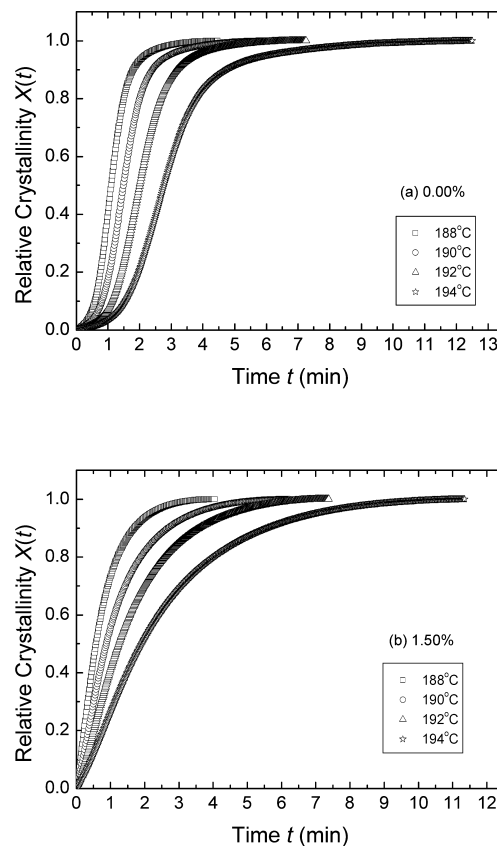 1.0
0.8
0.6
0.4
0.2
0.0
Relative Crystallinity X(t)
(a) 0.00%
188°C
190°C
192°C
194°C
0 1 2 3 4 5 6 7 8 9 10 11 12 13
Time t (min)
1.0
0.8
0.6
0.4
0.2
0.0
Relative Crystallinity X(t)
(b) 1.50%
188°C
190°C
192°C
194°C
0 1 2 3 4 5 6 7 8 9 10 11 12
Time t (min)